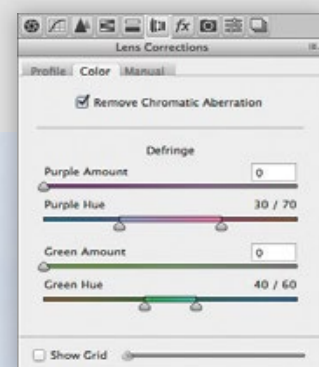 fx
Lens Corrections
Profile Color Manual
Remove Chromatic Aberration
Defringe
Purple Amount 0
Purple Hue 30 / 70
Green Amount 0
Green Hue 40 / 60
Show Grid